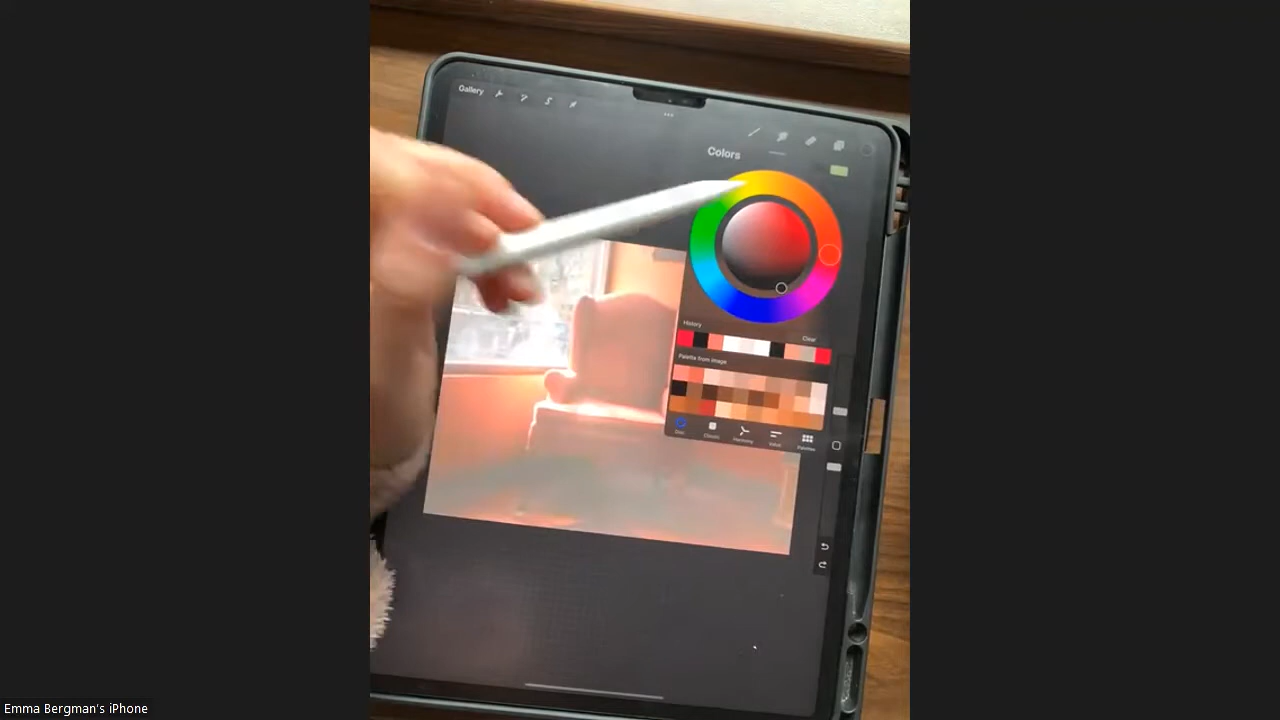 Gallery
Colors
History
Clear
Palette from image
Disc Classic Harmony Value Palettes
Emma Bergman's iPhone